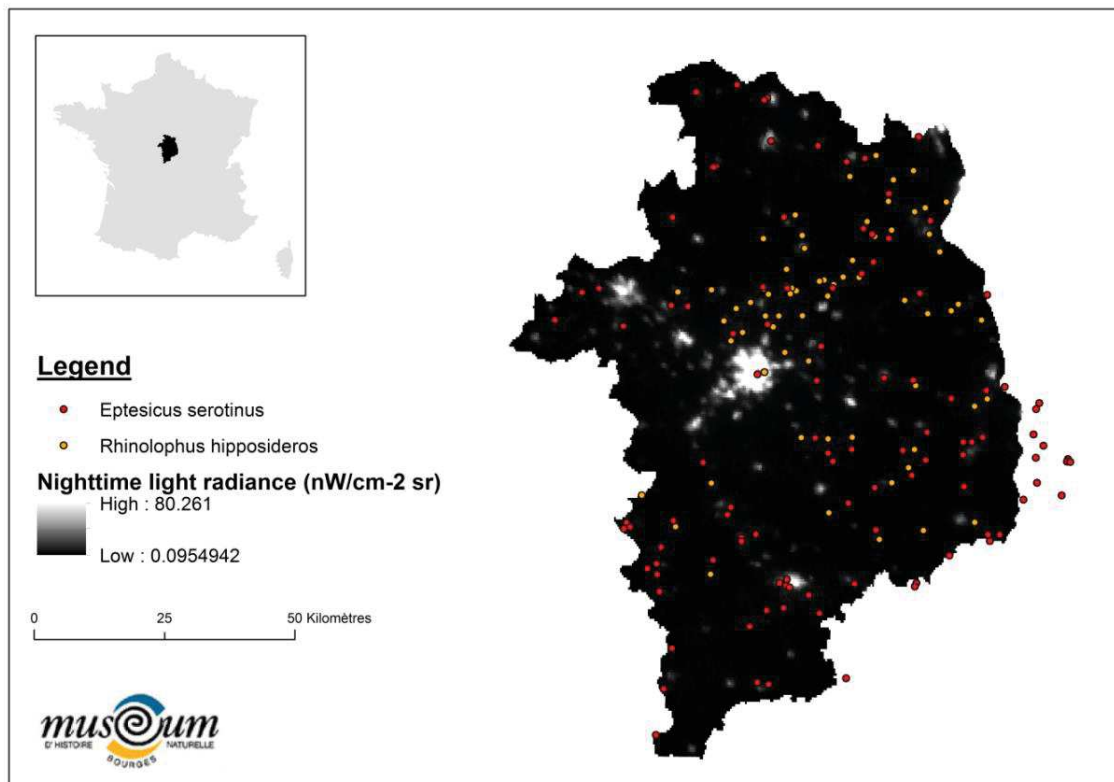 Legend
Eptesicus serotinus
Rhinolophus hipposideros
Nighttime light radiance (nW/cm-2 sr)
High : 80.261
Low : 0.0954942
0 25 50 Kilomètres
museum
D'HISTOIRE NATURELLE
BOURGES